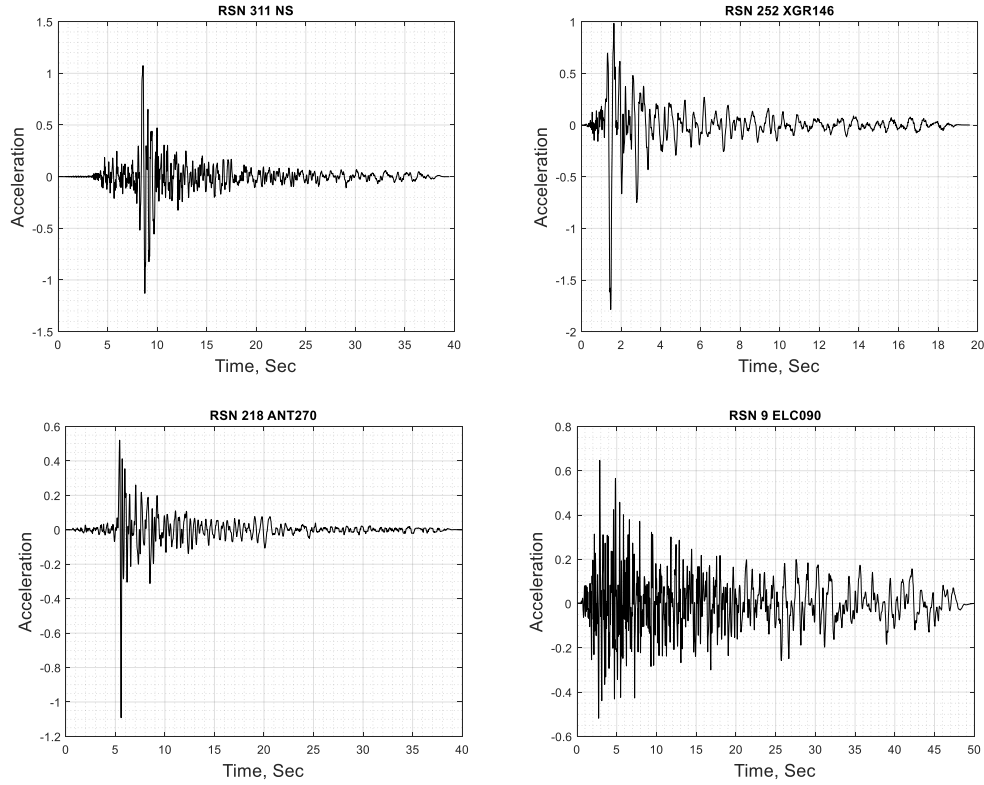 RSN 311 NS
1.5
1
0.5
0
-0.5
-1
-1.5
Acceleration
0 5 10 15 20 25 30 35 40
Time, Sec
RSN 252 XGR146
1
0.5
0
-0.5
-1
-1.5
-2
Acceleration
0 2 4 6 8 10 12 14 16 18 20
Time, Sec
RSN 218 ANT270
0.6
0.4
0.2
0
-0.2
-0.4
-0.6
-0.8
-1
-1.2
Acceleration
0 5 10 15 20 25 30 35 40
Time, Sec
RSN 9 ELC090
0.8
0.6
0.4
0.2
0
-0.2
-0.4
-0.6
Acceleration
0 5 10 15 20 25 30 35 40 45 50
Time, Sec